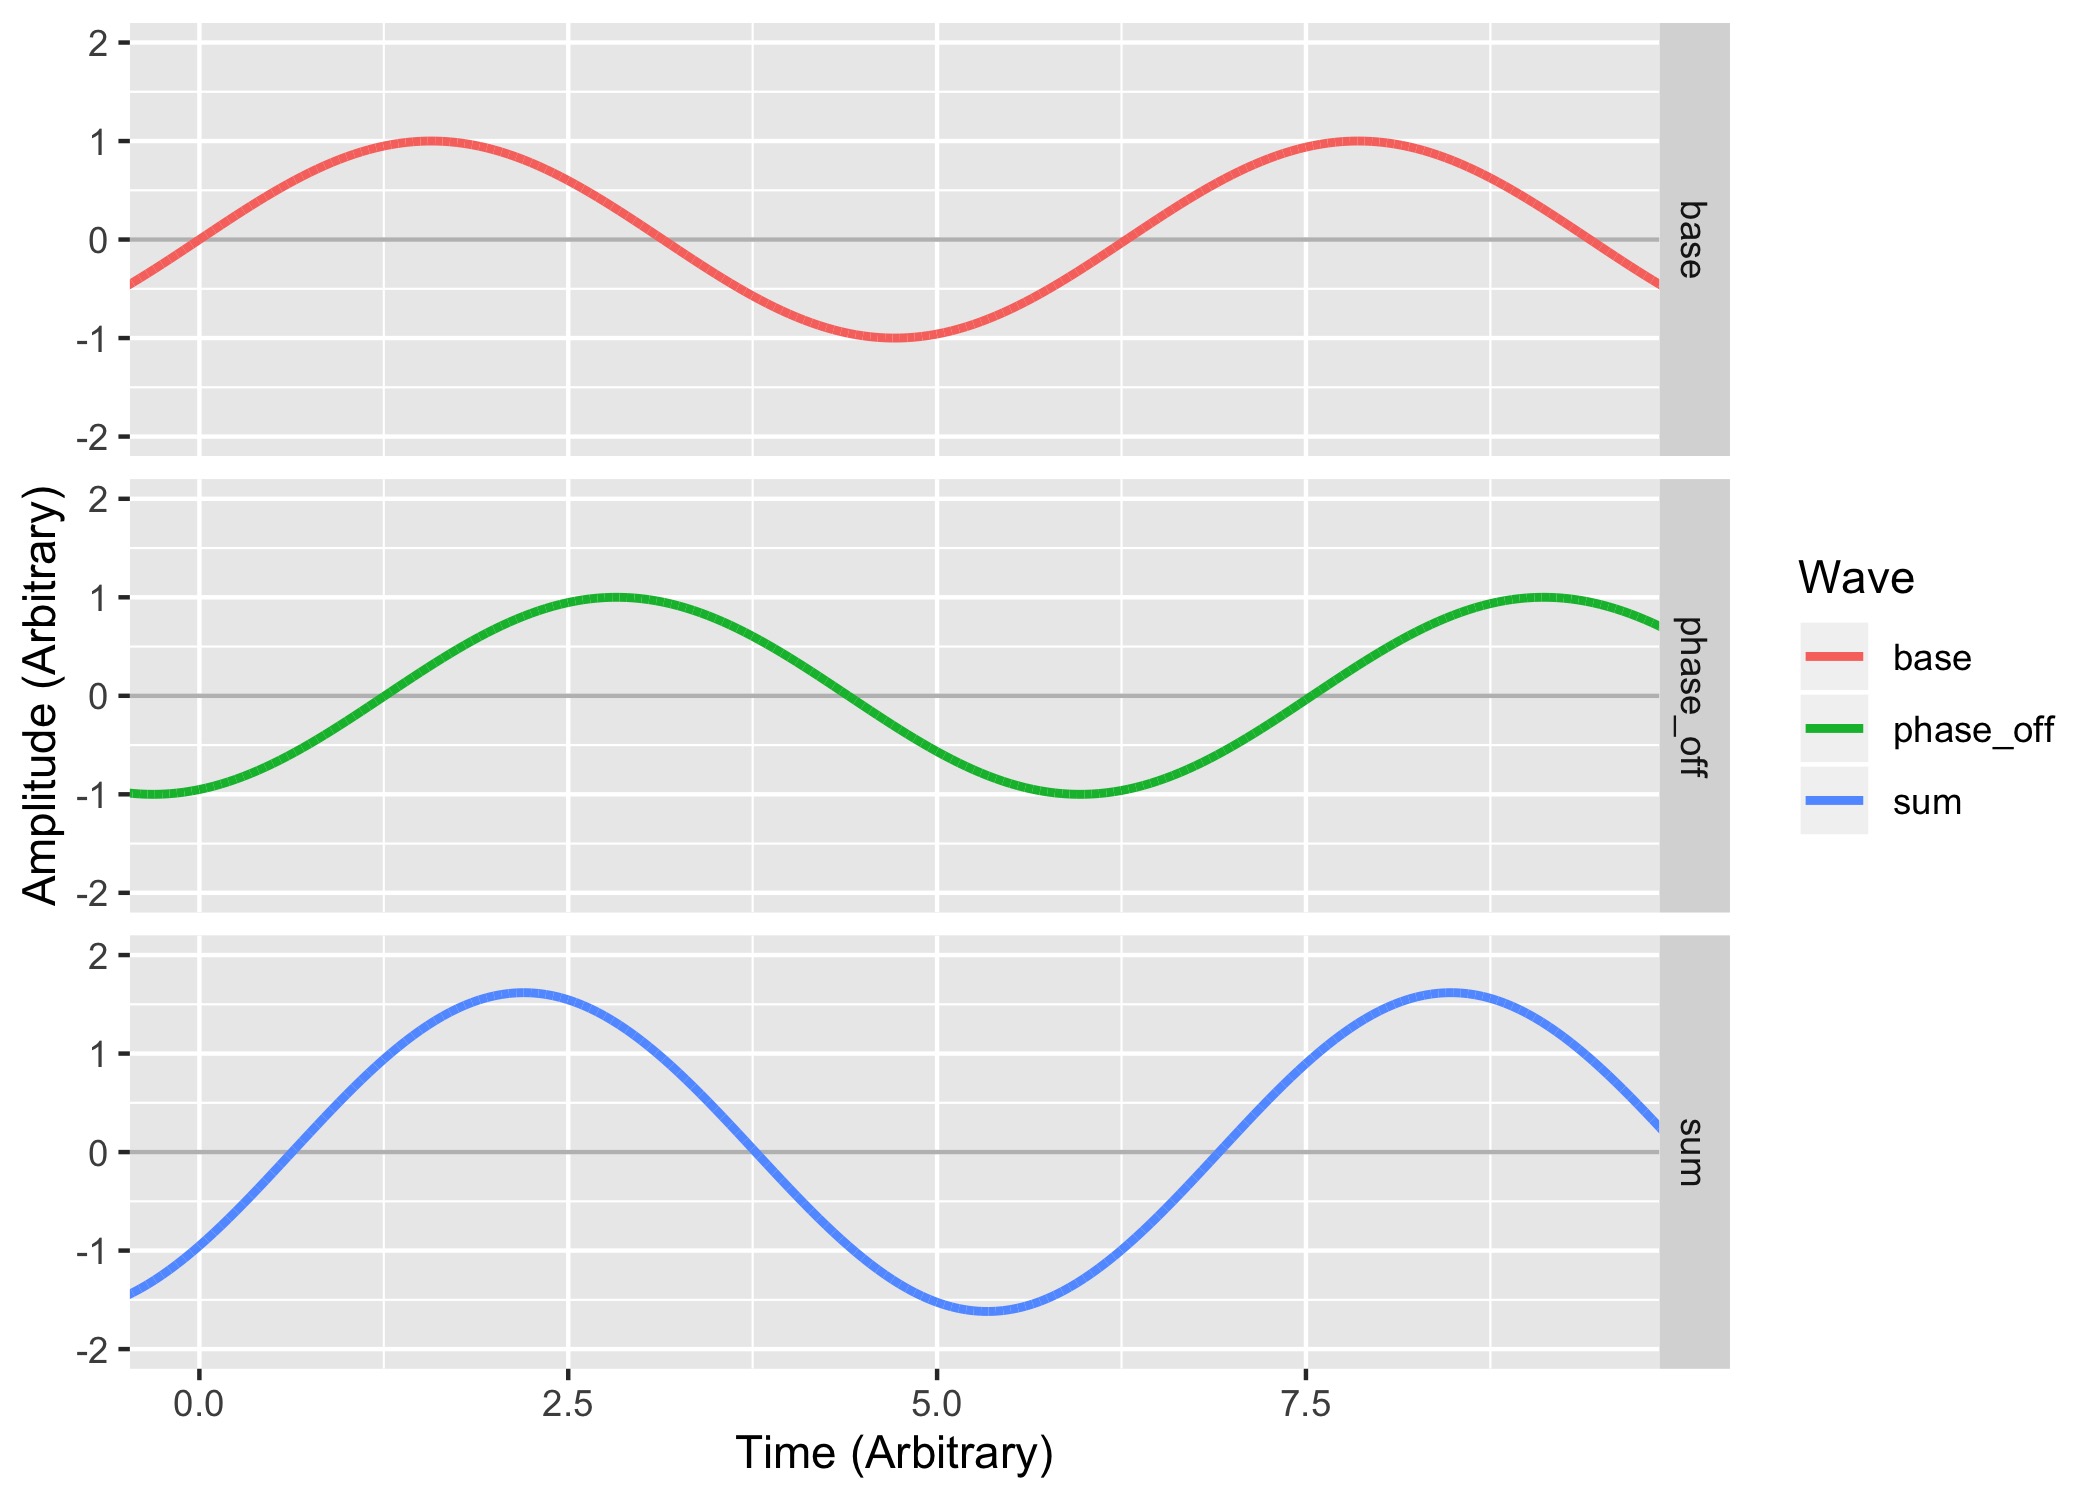 2
1
0
-1
-2
base
2
1
0
-1
-2
phase_off
2
1
0
-1
-2
sum
0.0 2.5 5.0 7.5
Time (Arbitrary)
Amplitude (Arbitrary)
Wave
base
phase_off
sum